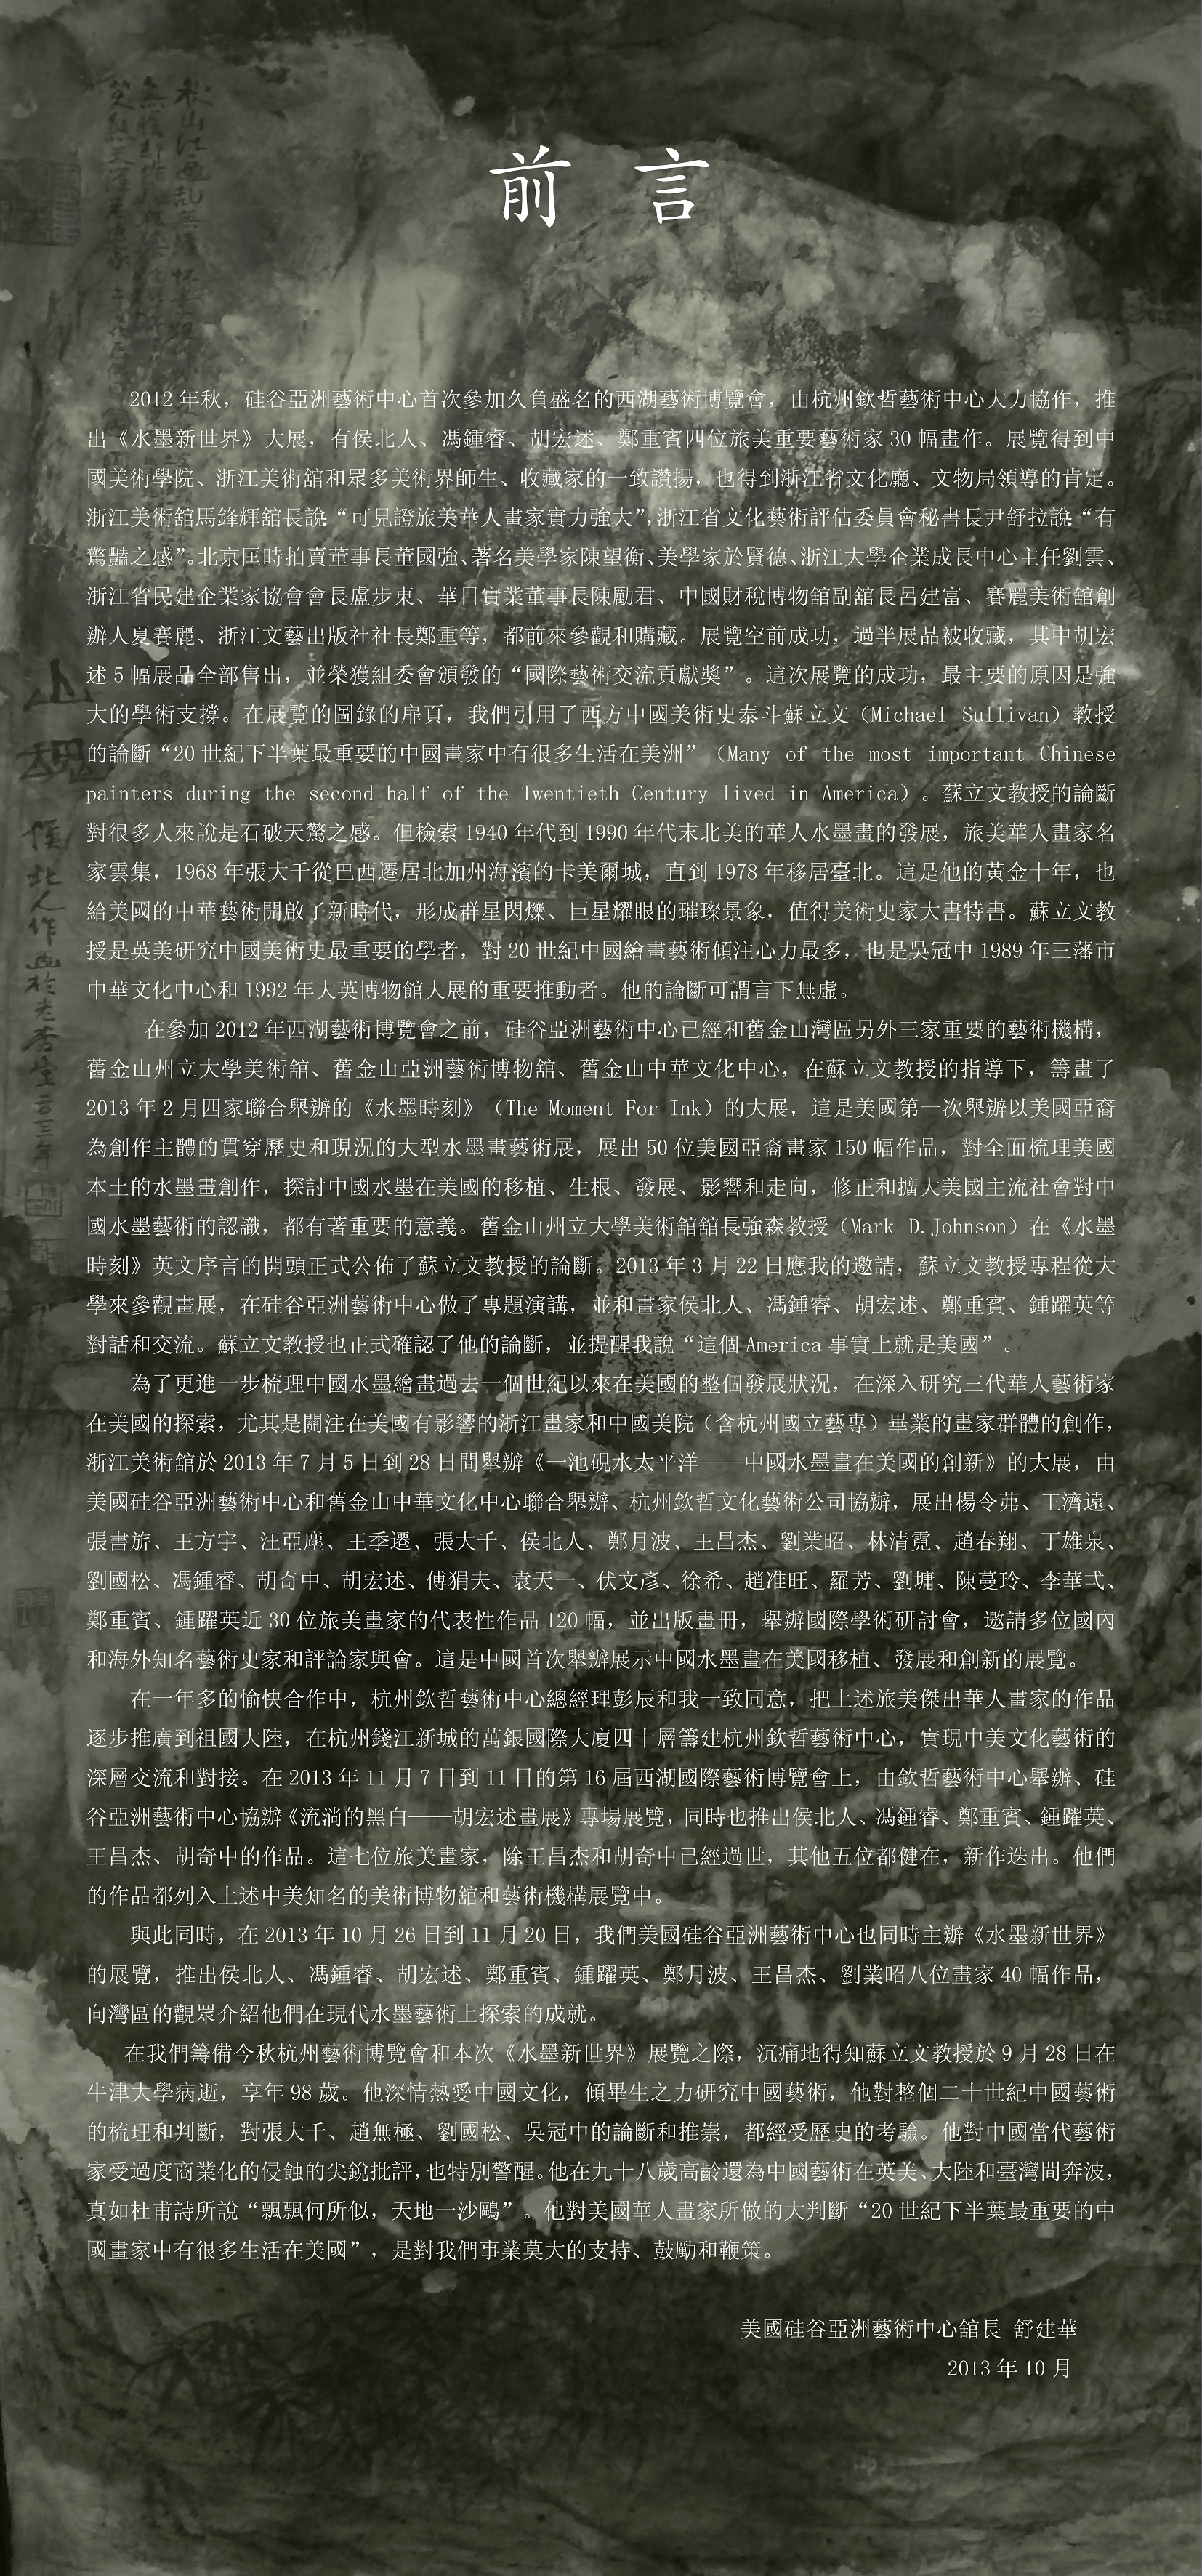 前 言
2012 年秋，硅谷亞洲藝術中心首次參加久負盛名的西湖藝術博覽會，由杭州欽哲藝術中心大力協作，推
出《水墨新世界》大展，有侯北人、馮鍾睿、胡宏述、鄭重賓四位旅美重要藝術家 30 幅畫作。展覽得到中
國美術學院、浙江美術舘和眾多美術界師生、收藏家的一致讚揚，也得到浙江省文化廳、文物局領導的肯定。
浙江美術舘馬鋒輝舘長說：“可見證旅美華人畫家實力強大”，浙江省文化藝術評估委員會秘書長尹舒拉說：“有
驚豔之感”。北京匡時拍賣董事長董國強、著名美學家陳望衡、美學家於賢德、浙江大學企業成長中心主任劉雲、
浙江省民建企業家協會會長盧步東、華日實業董事長陳勵君、中國財稅博物舘副舘長呂建富、賽麗美術舘創
辦人夏賽麗、浙江文藝出版社社長鄭重等，都前來參觀和購藏。展覽空前成功，過半展品被收藏，其中胡宏
述 5 幅展品全部售出，並榮獲組委會頒發的“國際藝術交流貢獻獎”。這次展覽的成功，最主要的原因是強
大的學術支撐。在展覽的圖錄的扉頁，我們引用了西方中國美術史泰斗蘇立文（Michael Sullivan）教授
的論斷“20 世紀下半葉最重要的中國畫家中有很多生活在美洲”（Many of the most important Chinese
painters during the second half of the Twentieth Century lived in America）。蘇立文教授的論斷
對很多人來說是石破天驚之感。但檢索 1940 年代到 1990 年代末北美的華人水墨畫的發展，旅美華人畫家名
家雲集，1968 年張大千從巴西遷居北加州海濱的卡美爾城，直到 1978 年移居臺北。這是他的黃金十年，也
給美國的中華藝術開啟了新時代，形成群星閃爍、巨星耀眼的璀璨景象，值得美術史家大書特書。蘇立文教
授是英美研究中國美術史最重要的學者，對 20 世紀中國繪畫藝術傾注心力最多，也是吳冠中 1989 年三藩市
中華文化中心和 1992 年大英博物館大展的重要推動者。他的論斷可謂言下無虛。
在參加 2012 年西湖藝術博覽會之前，硅谷亞洲藝術中心已經和舊金山灣區另外三家重要的藝術機構，
舊金山州立大學美術舘、舊金山亞洲藝術博物舘、舊金山中華文化中心，在蘇立文教授的指導下，籌畫了
2013 年 2 月四家聯合舉辦的《水墨時刻》（The Moment For Ink）的大展，這是美國第一次舉辦以美國亞裔
為創作主體的貫穿歷史和現況的大型水墨畫藝術展，展出 50 位美國亞裔畫家 150 幅作品，對全面梳理美國
本土的水墨畫創作，探討中國水墨在美國的移植、生根、發展、影響和走向，修正和擴大美國主流社會對中
國水墨藝術的認識，都有著重要的意義。舊金山州立大學美術舘舘長強森教授（Mark D.Johnson）在《水墨
時刻》英文序言的開頭正式公佈了蘇立文教授的論斷。2013 年 3 月 22 日應我的邀請，蘇立文教授專程從大
學來參觀畫展，在硅谷亞洲藝術中心做了專題演講，並和畫家侯北人、馮鍾睿、胡宏述、鄭重賓、鍾躍英等
對話和交流。蘇立文教授也正式確認了他的論斷，並提醒我說“這個 America 事實上就是美國”。
為了更進一步梳理中國水墨繪畫過去一個世紀以來在美國的整個發展狀況，在深入研究三代華人藝術家
在美國的探索，尤其是關注在美國有影響的浙江畫家和中國美院（含杭州國立藝專）畢業的畫家群體的創作，
浙江美術舘於 2013 年 7 月 5 日到 28 日間舉辦《一池硯水太平洋——中國水墨畫在美國的創新》的大展，由
美國硅谷亞洲藝術中心和舊金山中華文化中心聯合舉辦、杭州欽哲文化藝術公司協辦，展出楊令茀、王濟遠、
張書旂、王方宇、汪亞塵、王季遷、張大千、侯北人、鄭月波、王昌杰、劉業昭、林清霓、趙春翔、丁雄泉、
劉國松、馮鍾睿、胡奇中、胡宏述、傅狷夫、袁天一、伏文彥、徐希、趙准旺、羅芳、劉墉、陳蔓玲、李華弌、
鄭重賓、鍾躍英近 30 位旅美畫家的代表性作品 120 幅，並出版畫冊，舉辦國際學術研討會，邀請多位國內
和海外知名藝術史家和評論家與會。這是中國首次舉辦展示中國水墨畫在美國移植、發展和創新的展覽。
在一年多的愉快合作中，杭州欽哲藝術中心總經理彭辰和我一致同意，把上述旅美傑出華人畫家的作品
逐步推廣到祖國大陸，在杭州錢江新城的萬銀國際大廈四十層籌建杭州欽哲藝術中心，實現中美文化藝術的
深層交流和對接。在 2013 年 11 月 7 日到 11 日的第 16 屆西湖國際藝術博覽會上，由欽哲藝術中心舉辦、硅
谷亞洲藝術中心協辦《流淌的黑白——胡宏述畫展》專場展覽，同時也推出侯北人、馮鍾睿、鄭重賓、鍾躍英、
王昌杰、胡奇中的作品。這七位旅美畫家，除王昌杰和胡奇中已經過世，其他五位都健在，新作迭出。他們
的作品都列入上述中美知名的美術博物舘和藝術機構展覽中。
與此同時，在 2013 年 10 月 26 日到 11 月 20 日，我們美國硅谷亞洲藝術中心也同時主辦《水墨新世界》
的展覽，推出侯北人、馮鍾睿、胡宏述、鄭重賓、鍾躍英、鄭月波、王昌杰、劉業昭八位畫家 40 幅作品，
向灣區的觀眾介紹他們在現代水墨藝術上探索的成就。
在我們籌備今秋杭州藝術博覽會和本次《水墨新世界》展覽之際，沉痛地得知蘇立文教授於 9 月 28 日在
牛津大學病逝，享年 98 歲。他深情熱愛中國文化，傾畢生之力研究中國藝術，他對整個二十世紀中國藝術
的梳理和判斷，對張大千、趙無極、劉國松、吳冠中的論斷和推崇，都經受歷史的考驗。他對中國當代藝術
家受過度商業化的侵蝕的尖銳批評，也特別警醒。他在九十八歲高齡還為中國藝術在英美、大陸和臺灣間奔波，
真如杜甫詩所說“飄飄何所似，天地一沙鷗”。他對美國華人畫家所做的大判斷“20 世紀下半葉最重要的中
國畫家中有很多生活在美國”，是對我們事業莫大的支持、鼓勵和鞭策。
美國硅谷亞洲藝術中心舘長 舒建華
2013 年 10 月